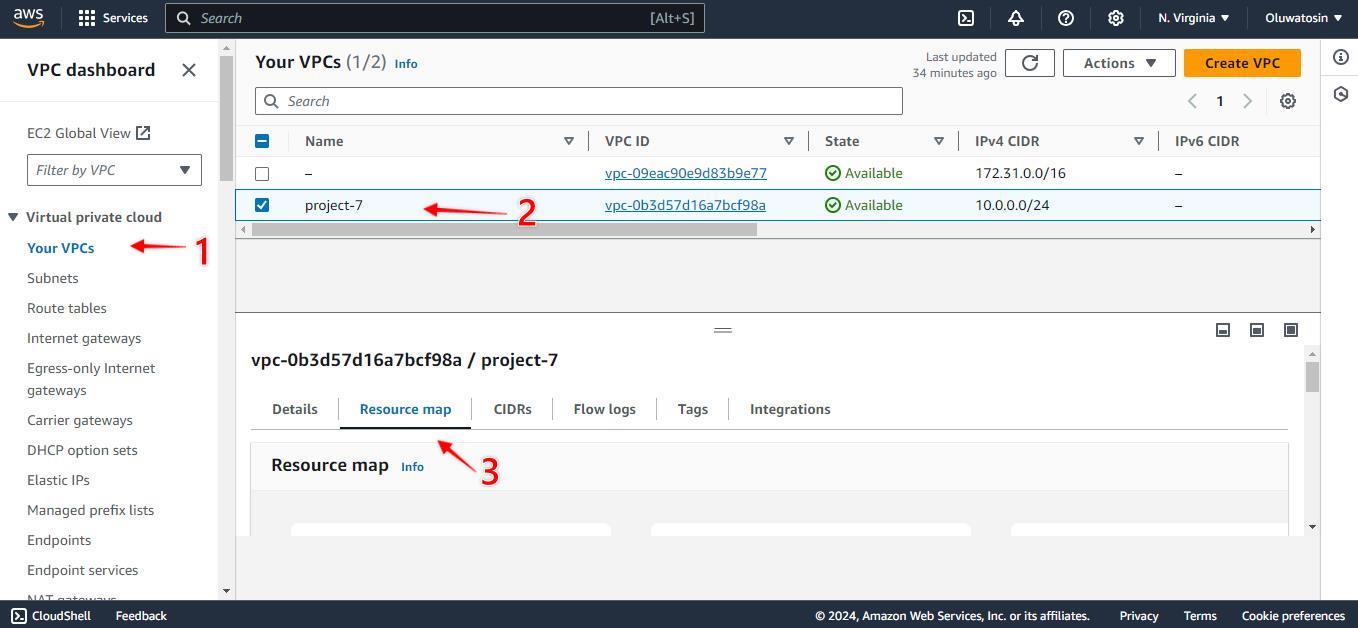 aws
Services
Search [Alt+S]
N. Virginia
Oluwatosin
VPC dashboard
EC2 Global View
Filter by VPC
Virtual private cloud
Your VPCs
1
Subnets
Route tables
Internet gateways
Egress-only Internet
gateways
Carrier gateways
DHCP option sets
Elastic IPs
Managed prefix lists
Endpoints
Endpoint services
NAT gateways
Your VPCs (1/2) Info
Last updated
34 minutes ago
Actions
Create VPC
Search
1
Name VPC ID State IPv4 CIDR IPv6 CIDR
– vpc-09eac90e9d83b9e77 Available 172.31.0.0/16 –
project-7 2 vpc-0b3d57d16a7bcf98a Available 10.0.0.0/24 –
vpc-0b3d57d16a7bcf98a / project-7
Details Resource map CIDRs Flow logs Tags Integrations
3
Resource map Info
CloudShell Feedback © 2024, Amazon Web Services, Inc. or its affiliates. Privacy Terms Cookie preferences